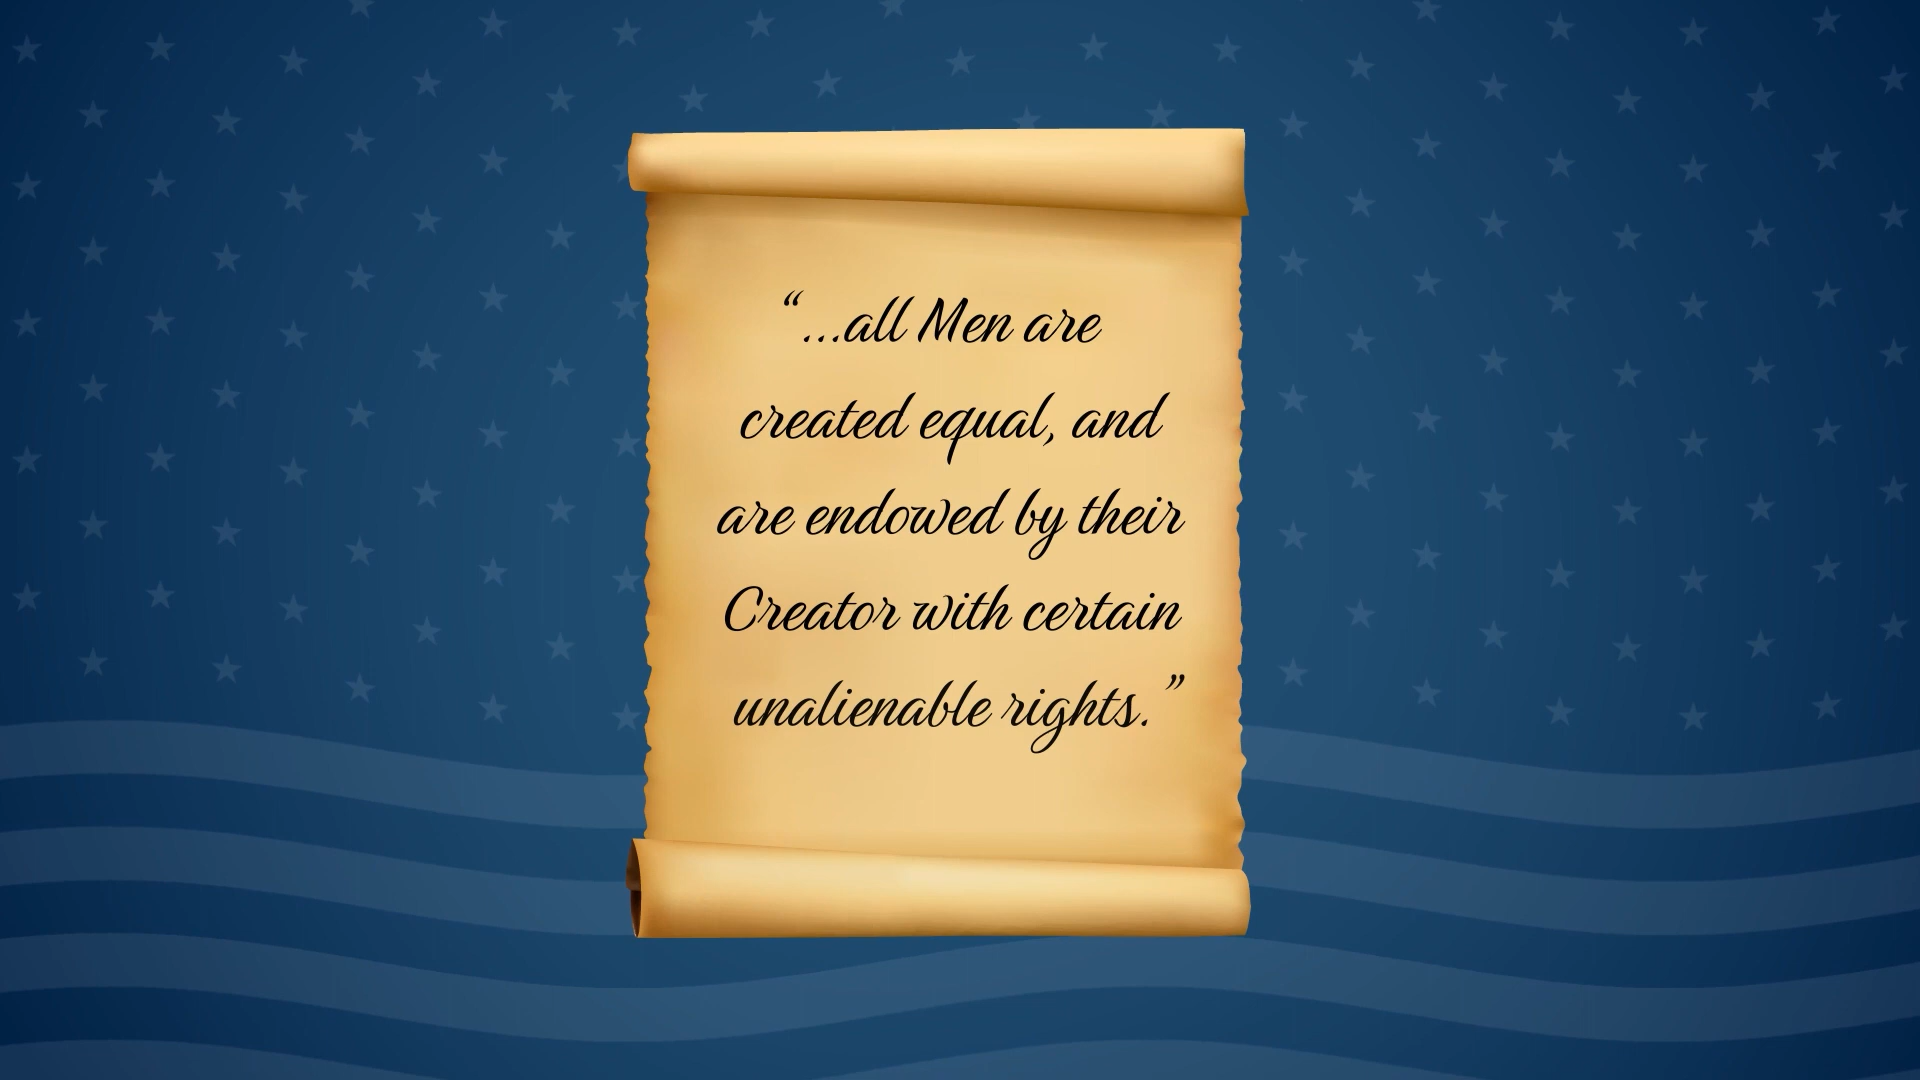 “...all Men are
created equal, and
are endowed by their
Creator with certain
unalienable rights.”